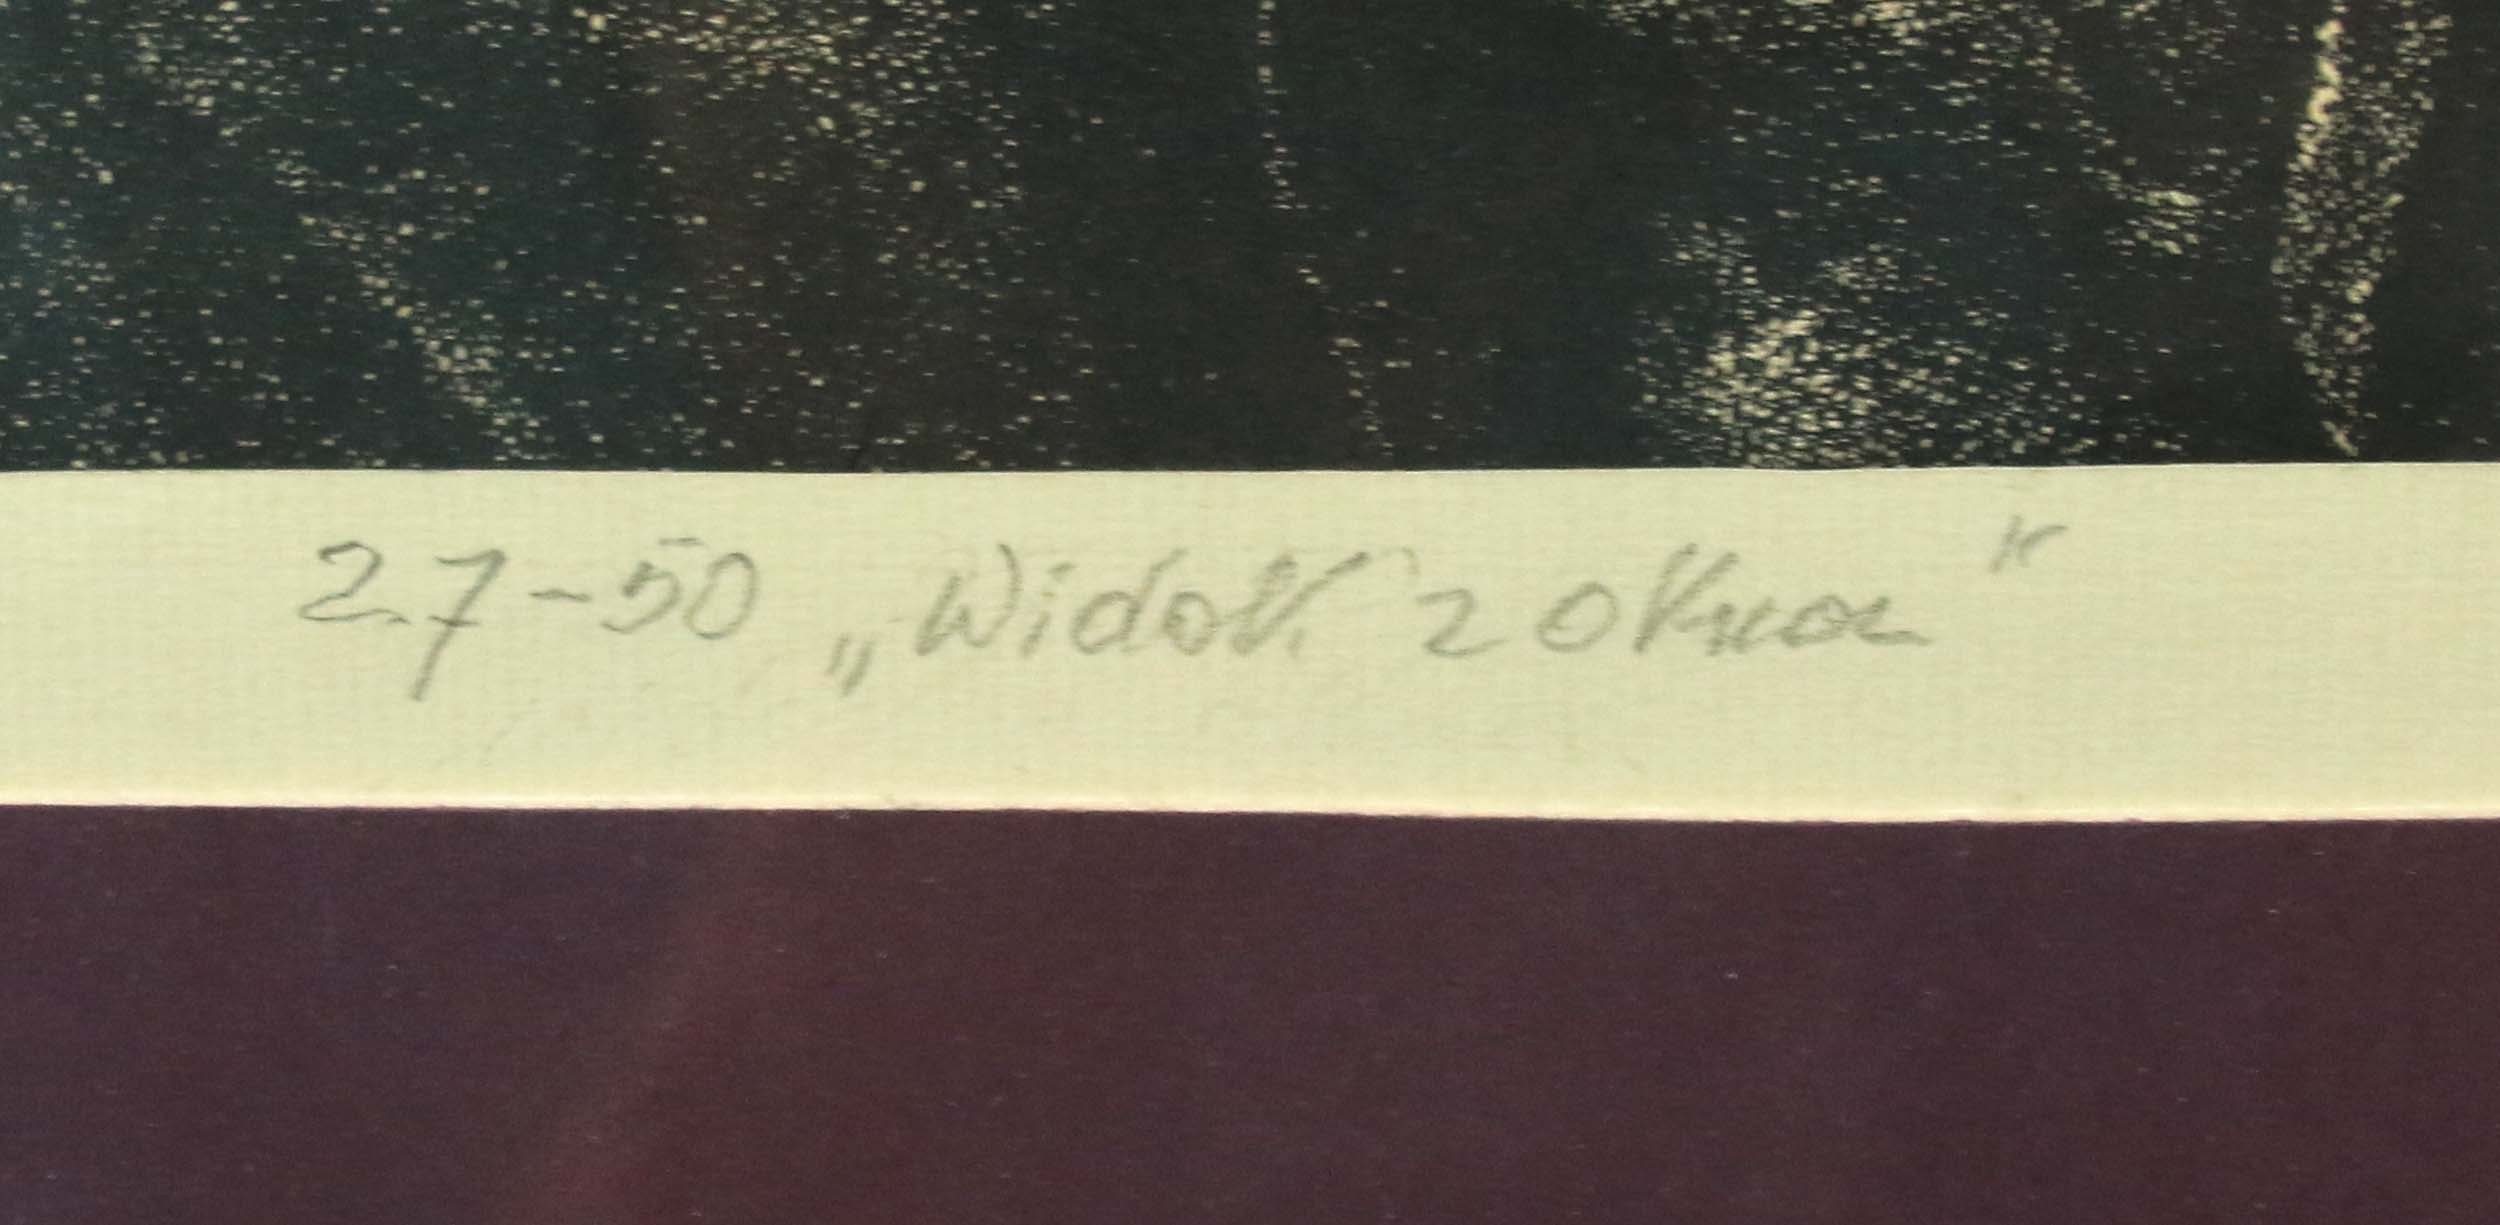 27-50 „Widok z okna"